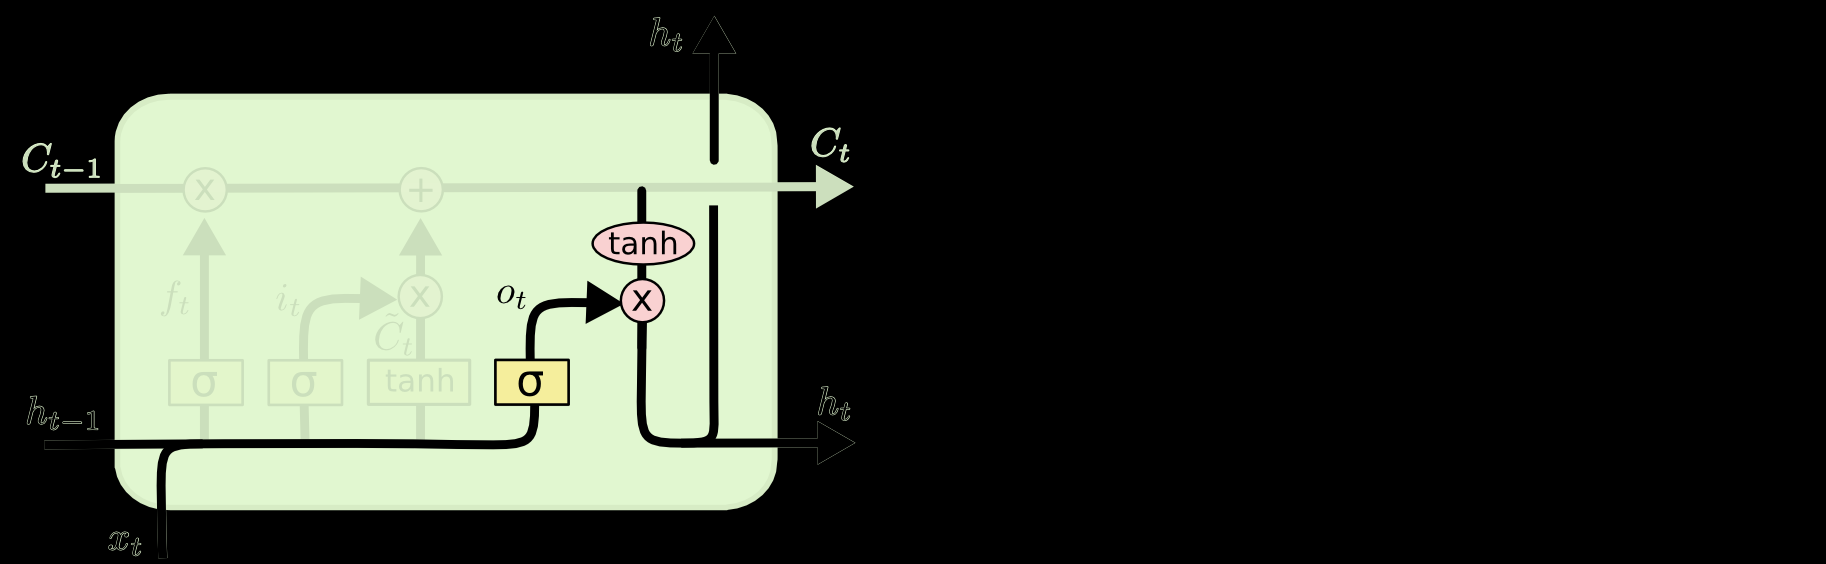 h_t
C_{t-1}
C_t
x
+
tanh
f_t
i_t
x
o_t
x
C̃_t
σ
σ
tanh
σ
h_{t-1}
h_t
x_t